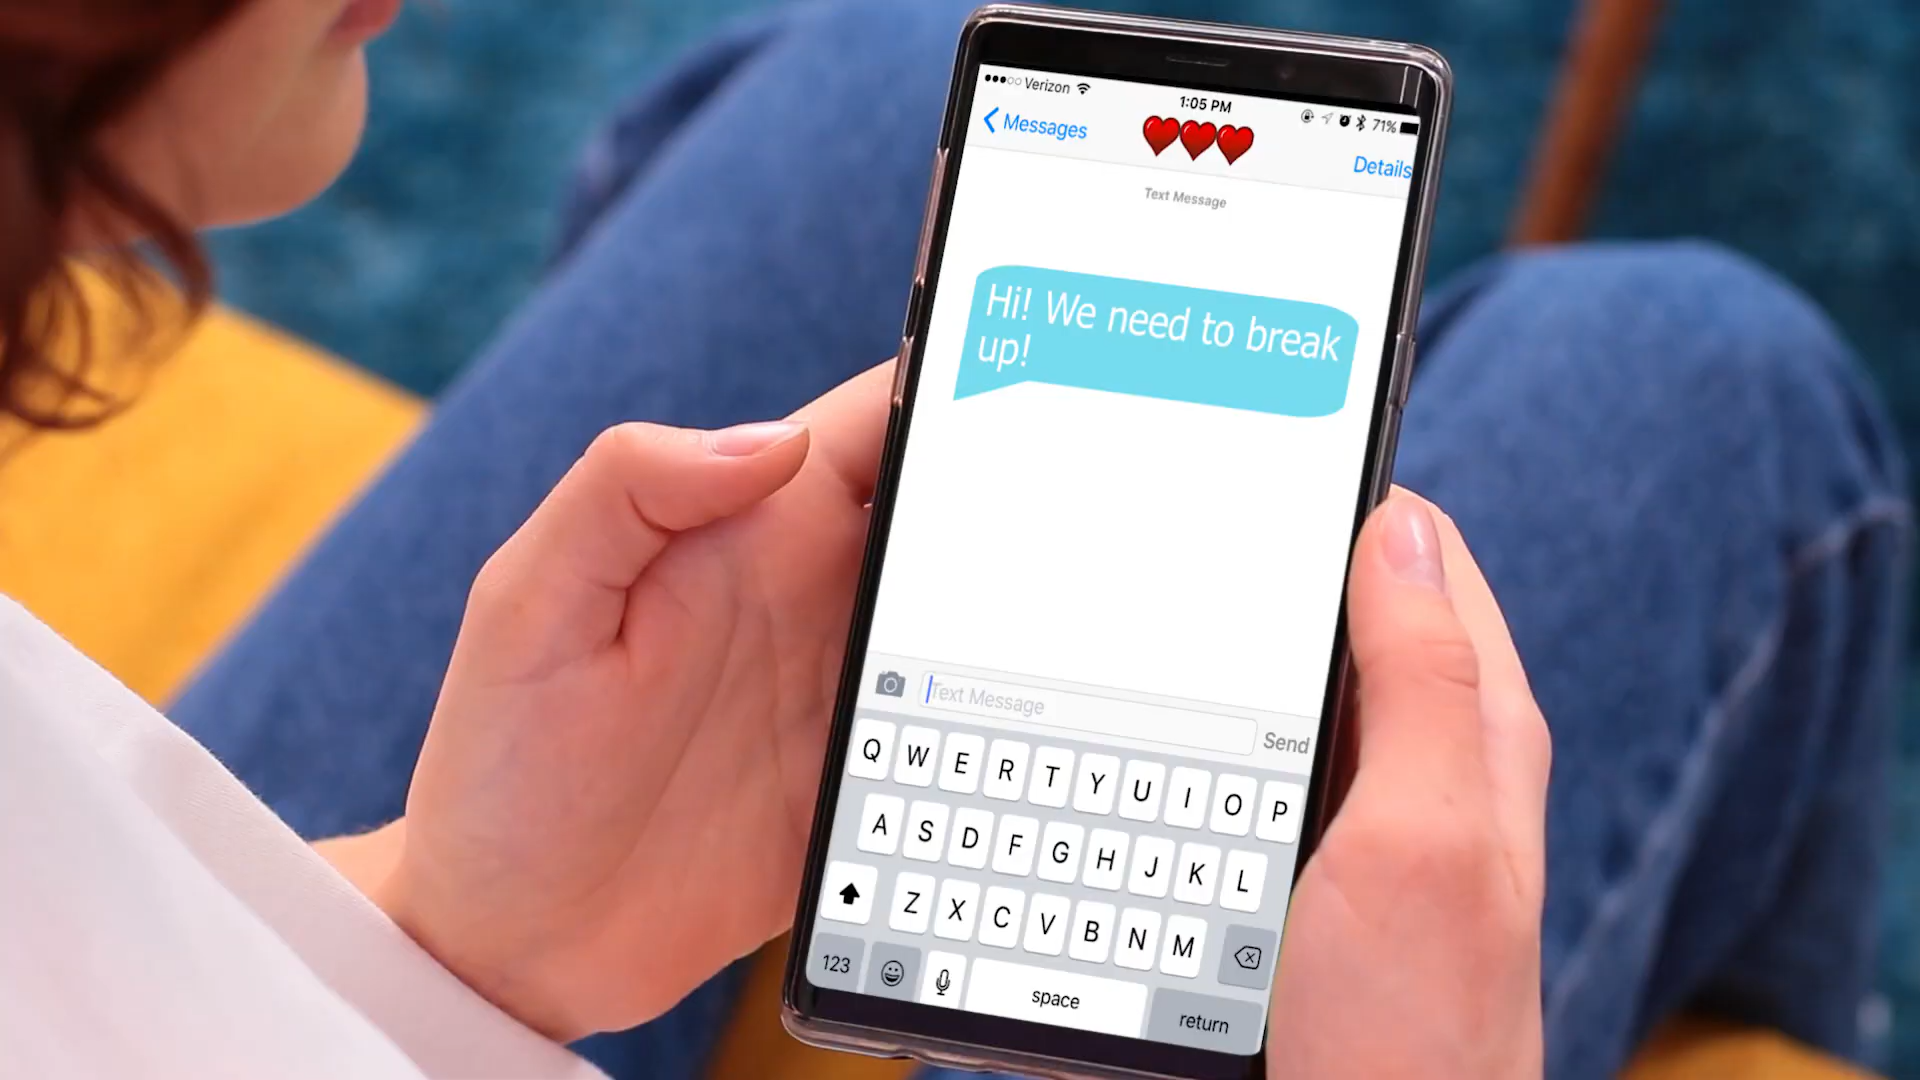 Verizon
1:05 PM
71%
Messages
Details
Text Message
Hi! We need to break
up!
Text Message
Send
Q W E R T Y U I O P
A S D F G H J K L
Z X C V B N M
123
space
return